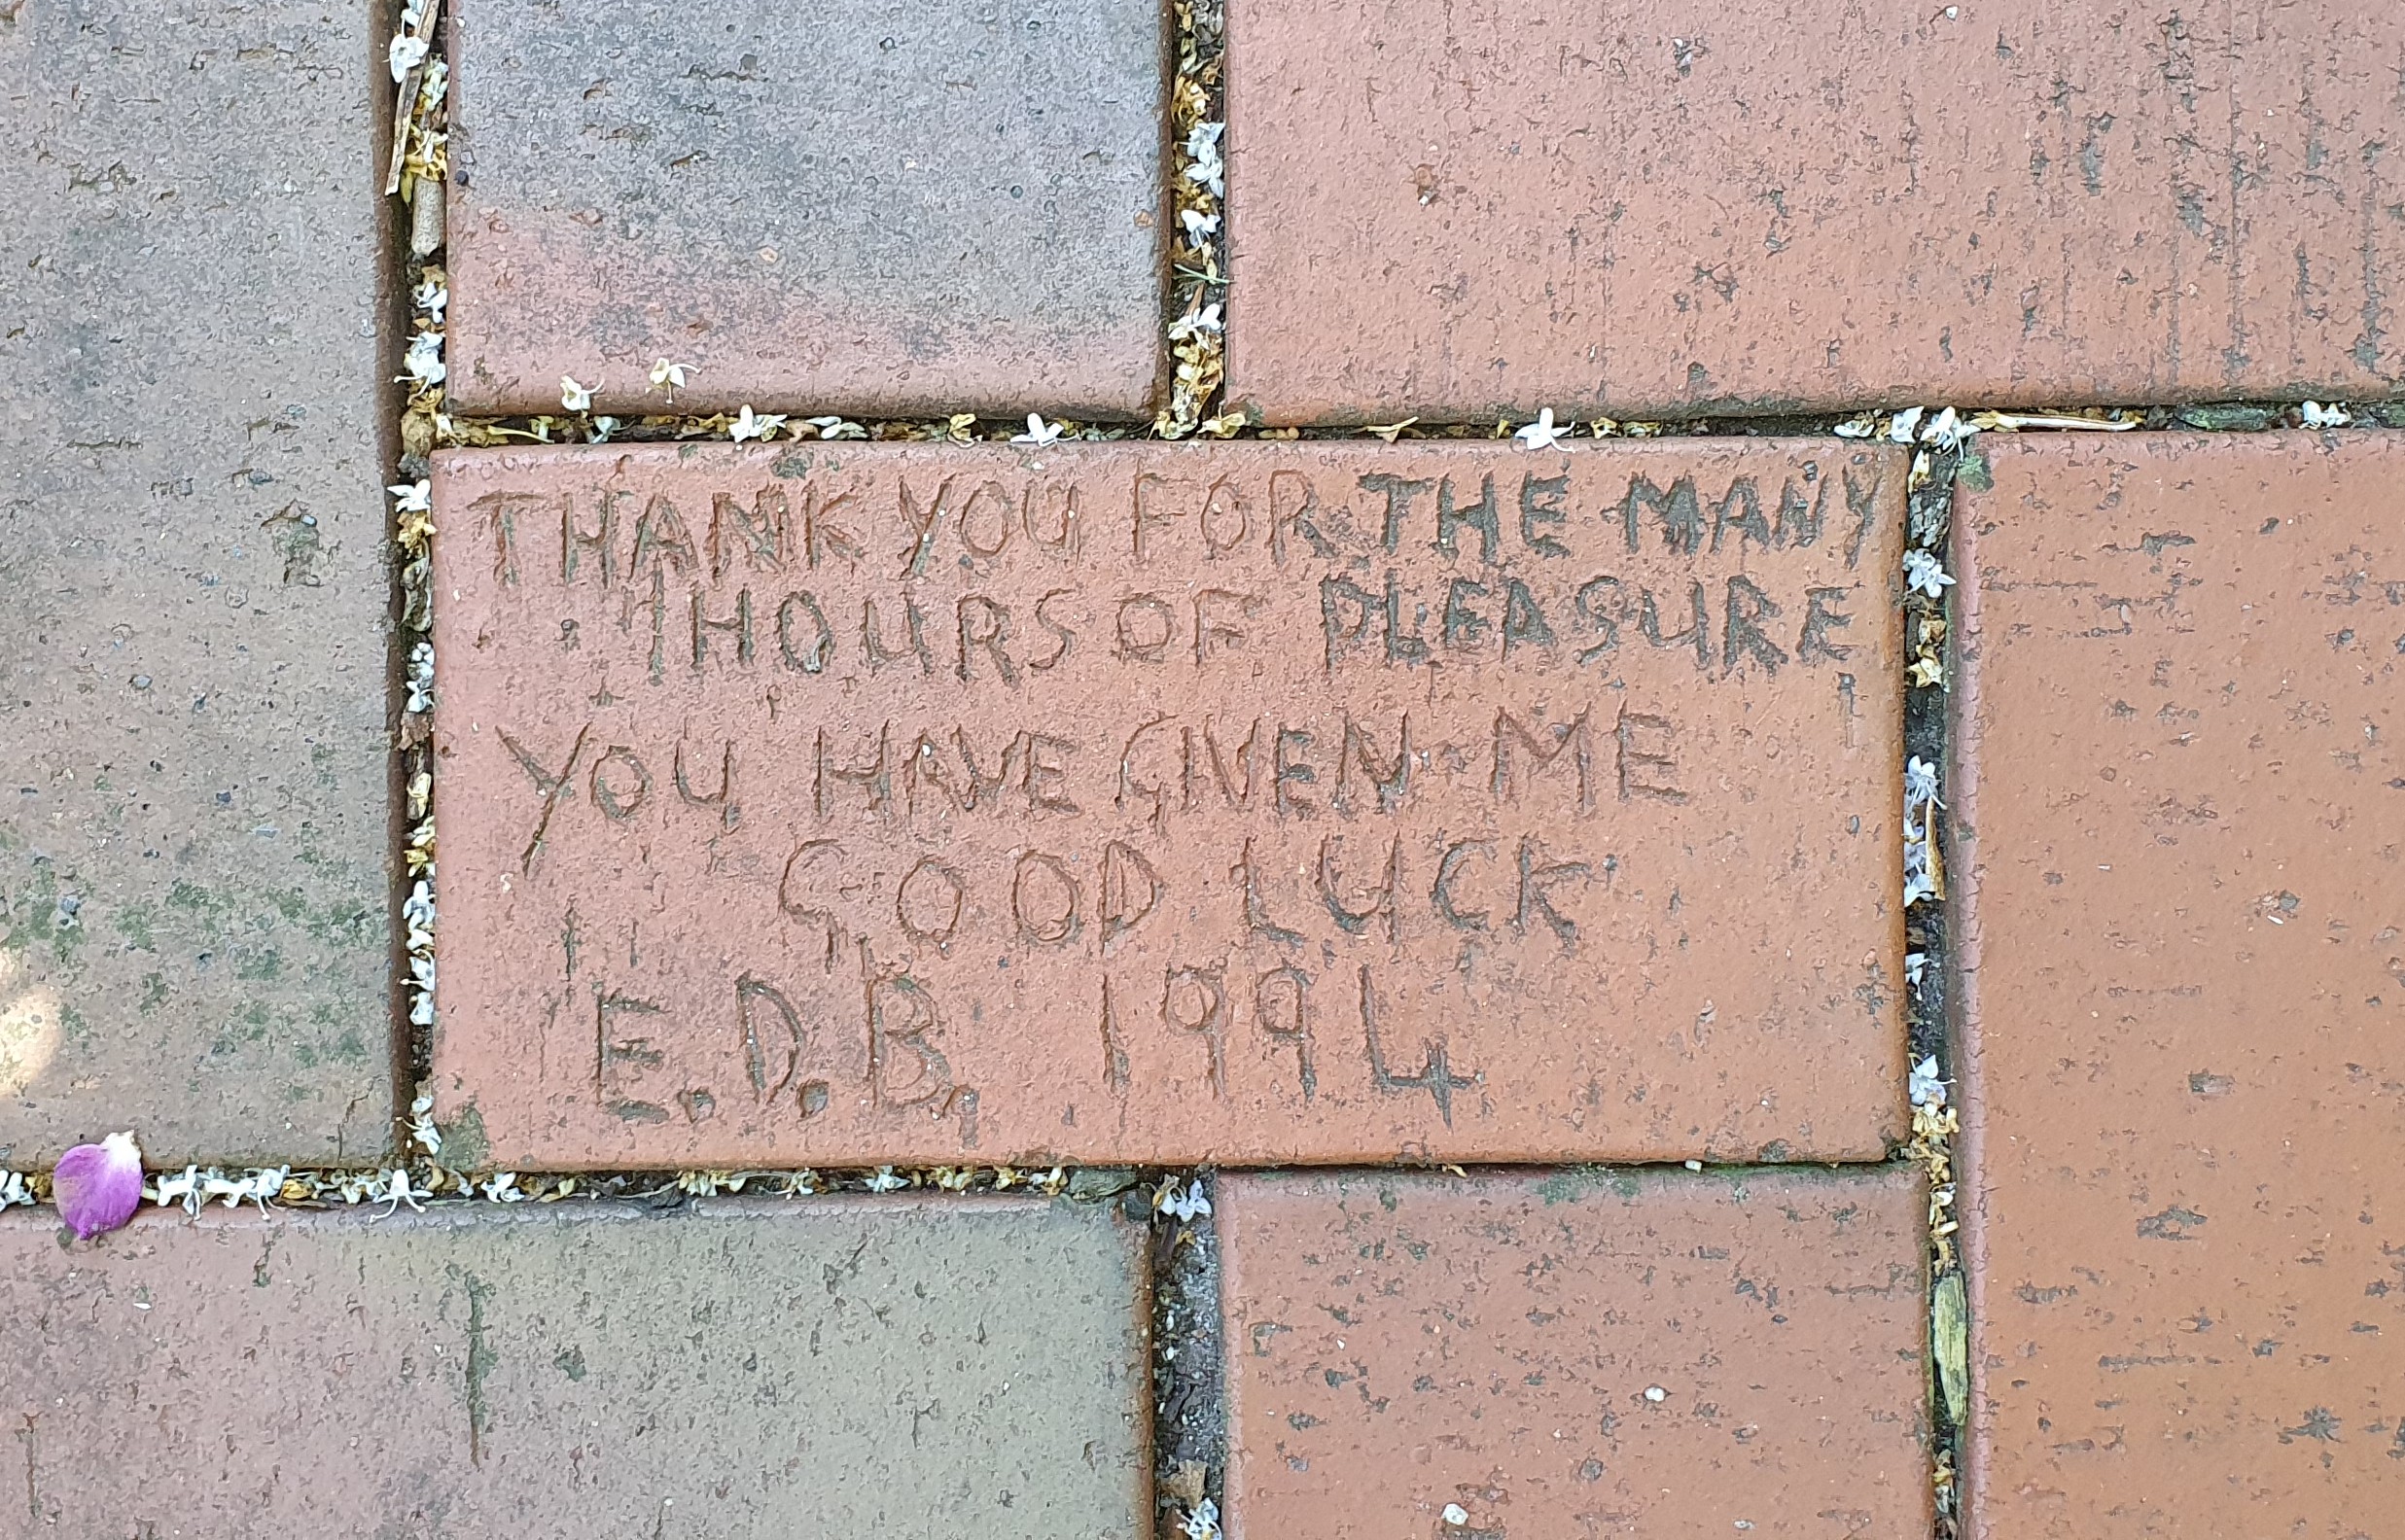 THANK YOU FOR THE MANY
HOURS OF PLEASURE
YOU HAVE GIVEN ME
GOOD LUCK
E.D.B. 1994